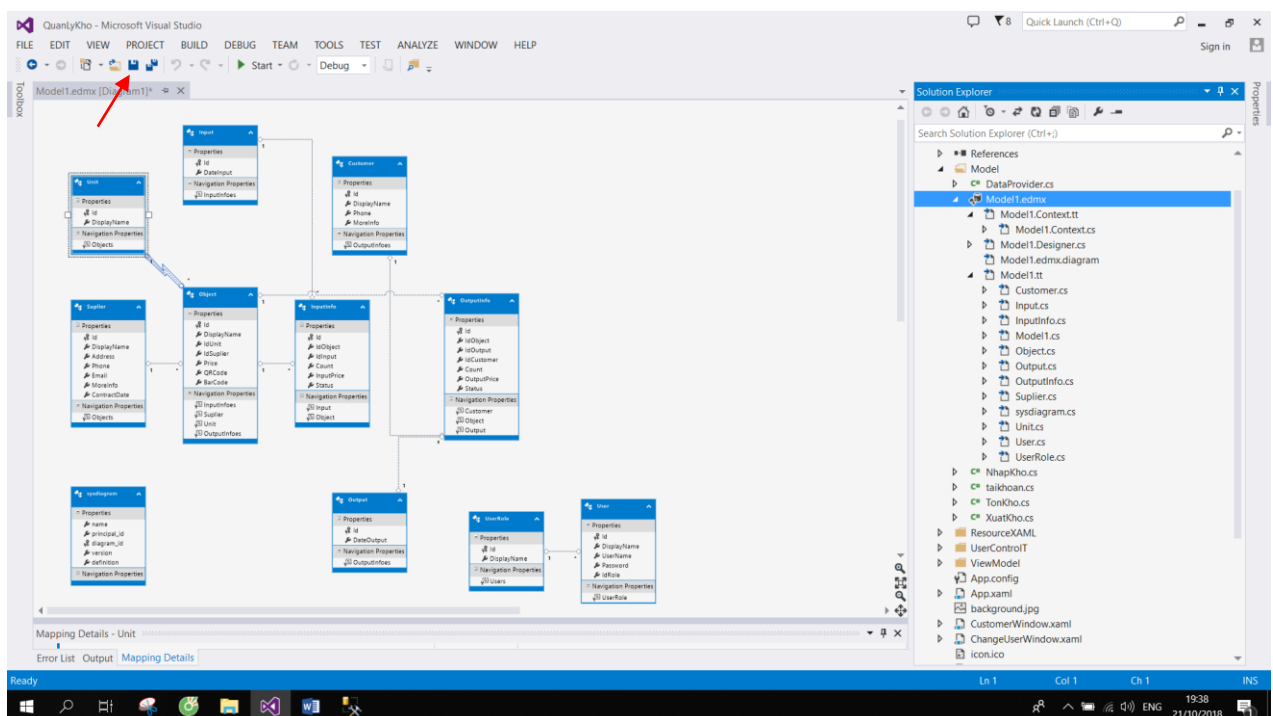 QuanLyKho - Microsoft Visual Studio
8
Quick Launch (Ctrl+Q)
FILE EDIT VIEW PROJECT BUILD DEBUG TEAM TOOLS TEST ANALYZE WINDOW HELP
Sign in
Start
Debug
Toolbox
Model1.edmx [Diagram1]*
Input
Properties
Id
DateInput
Navigation Properties
InputInfoes
1
Customer
Properties
Id
DisplayName
Phone
MoreInfo
Navigation Properties
OutputInfoes
1
Unit
Properties
Id
DisplayName
Navigation Properties
Objects
1
*
Suplier
Properties
Id
DisplayName
Address
Phone
Email
MoreInfo
ContractDate
Navigation Properties
Objects
1
*
Object
Properties
Id
DisplayName
IdUnit
IdSuplier
Price
QRCode
BarCode
Navigation Properties
InputInfoes
Suplier
Unit
OutputInfoes
1
1
*
*
InputInfo
Properties
Id
IdObject
IdInput
Count
InputPrice
Status
Navigation Properties
Input
Object
*
OutputInfo
Properties
Id
IdObject
IdOutput
IdCustomer
Count
OutputPrice
Status
Navigation Properties
Customer
Object
Output
*
sysdiagram
Properties
name
principal_id
diagram_id
version
definition
Navigation Properties
1
Output
Properties
Id
DateOutput
Navigation Properties
OutputInfoes
UserRole
Properties
Id
DisplayName
Navigation Properties
Users
1
*
User
Properties
Id
DisplayName
UserName
Password
IdRole
Navigation Properties
UserRole
Mapping Details - Unit
Error List Output Mapping Details
Solution Explorer
Search Solution Explorer (Ctrl+;)
References
Model
C# DataProvider.cs
Model1.edmx
Model1.Context.tt
Model1.Context.cs
Model1.Designer.cs
Model1.edmx.diagram
Model1.tt
Customer.cs
Input.cs
InputInfo.cs
Model1.cs
Object.cs
Output.cs
OutputInfo.cs
Suplier.cs
sysdiagram.cs
Unit.cs
User.cs
UserRole.cs
C# NhapKho.cs
C# taikhoan.cs
C# TonKho.cs
C# XuatKho.cs
ResourceXAML
UserControlT
ViewModel
App.config
App.xaml
background.jpg
CustomerWindow.xaml
ChangeUserWindow.xaml
icon.ico
Properties
Ready
Ln 1 Col 1 Ch 1 INS
ENG
19:38
21/10/2018